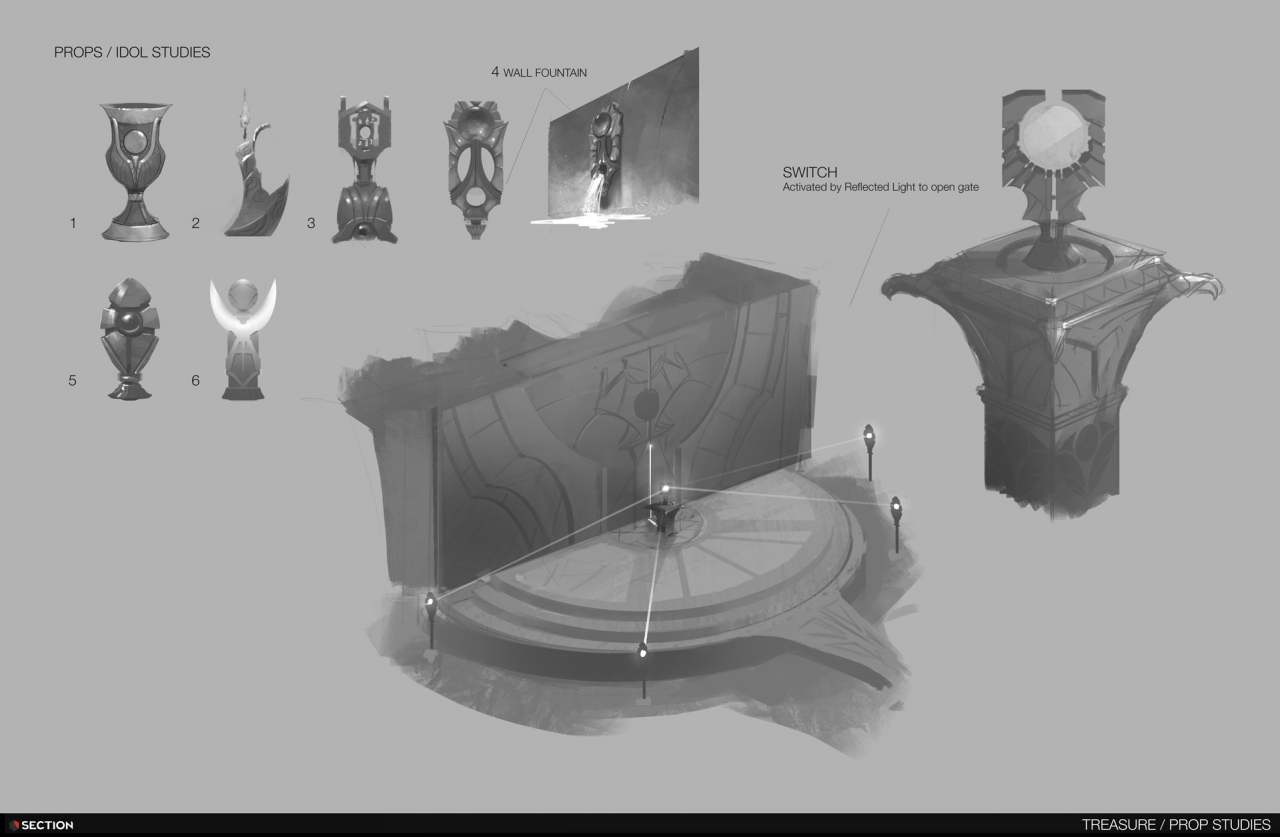 PROPS / IDOL STUDIES
4 WALL FOUNTAIN
SWITCH
Activated by Reflected Light to open gate
1
2
3
5
6
SECTION
TREASURE / PROP STUDIES